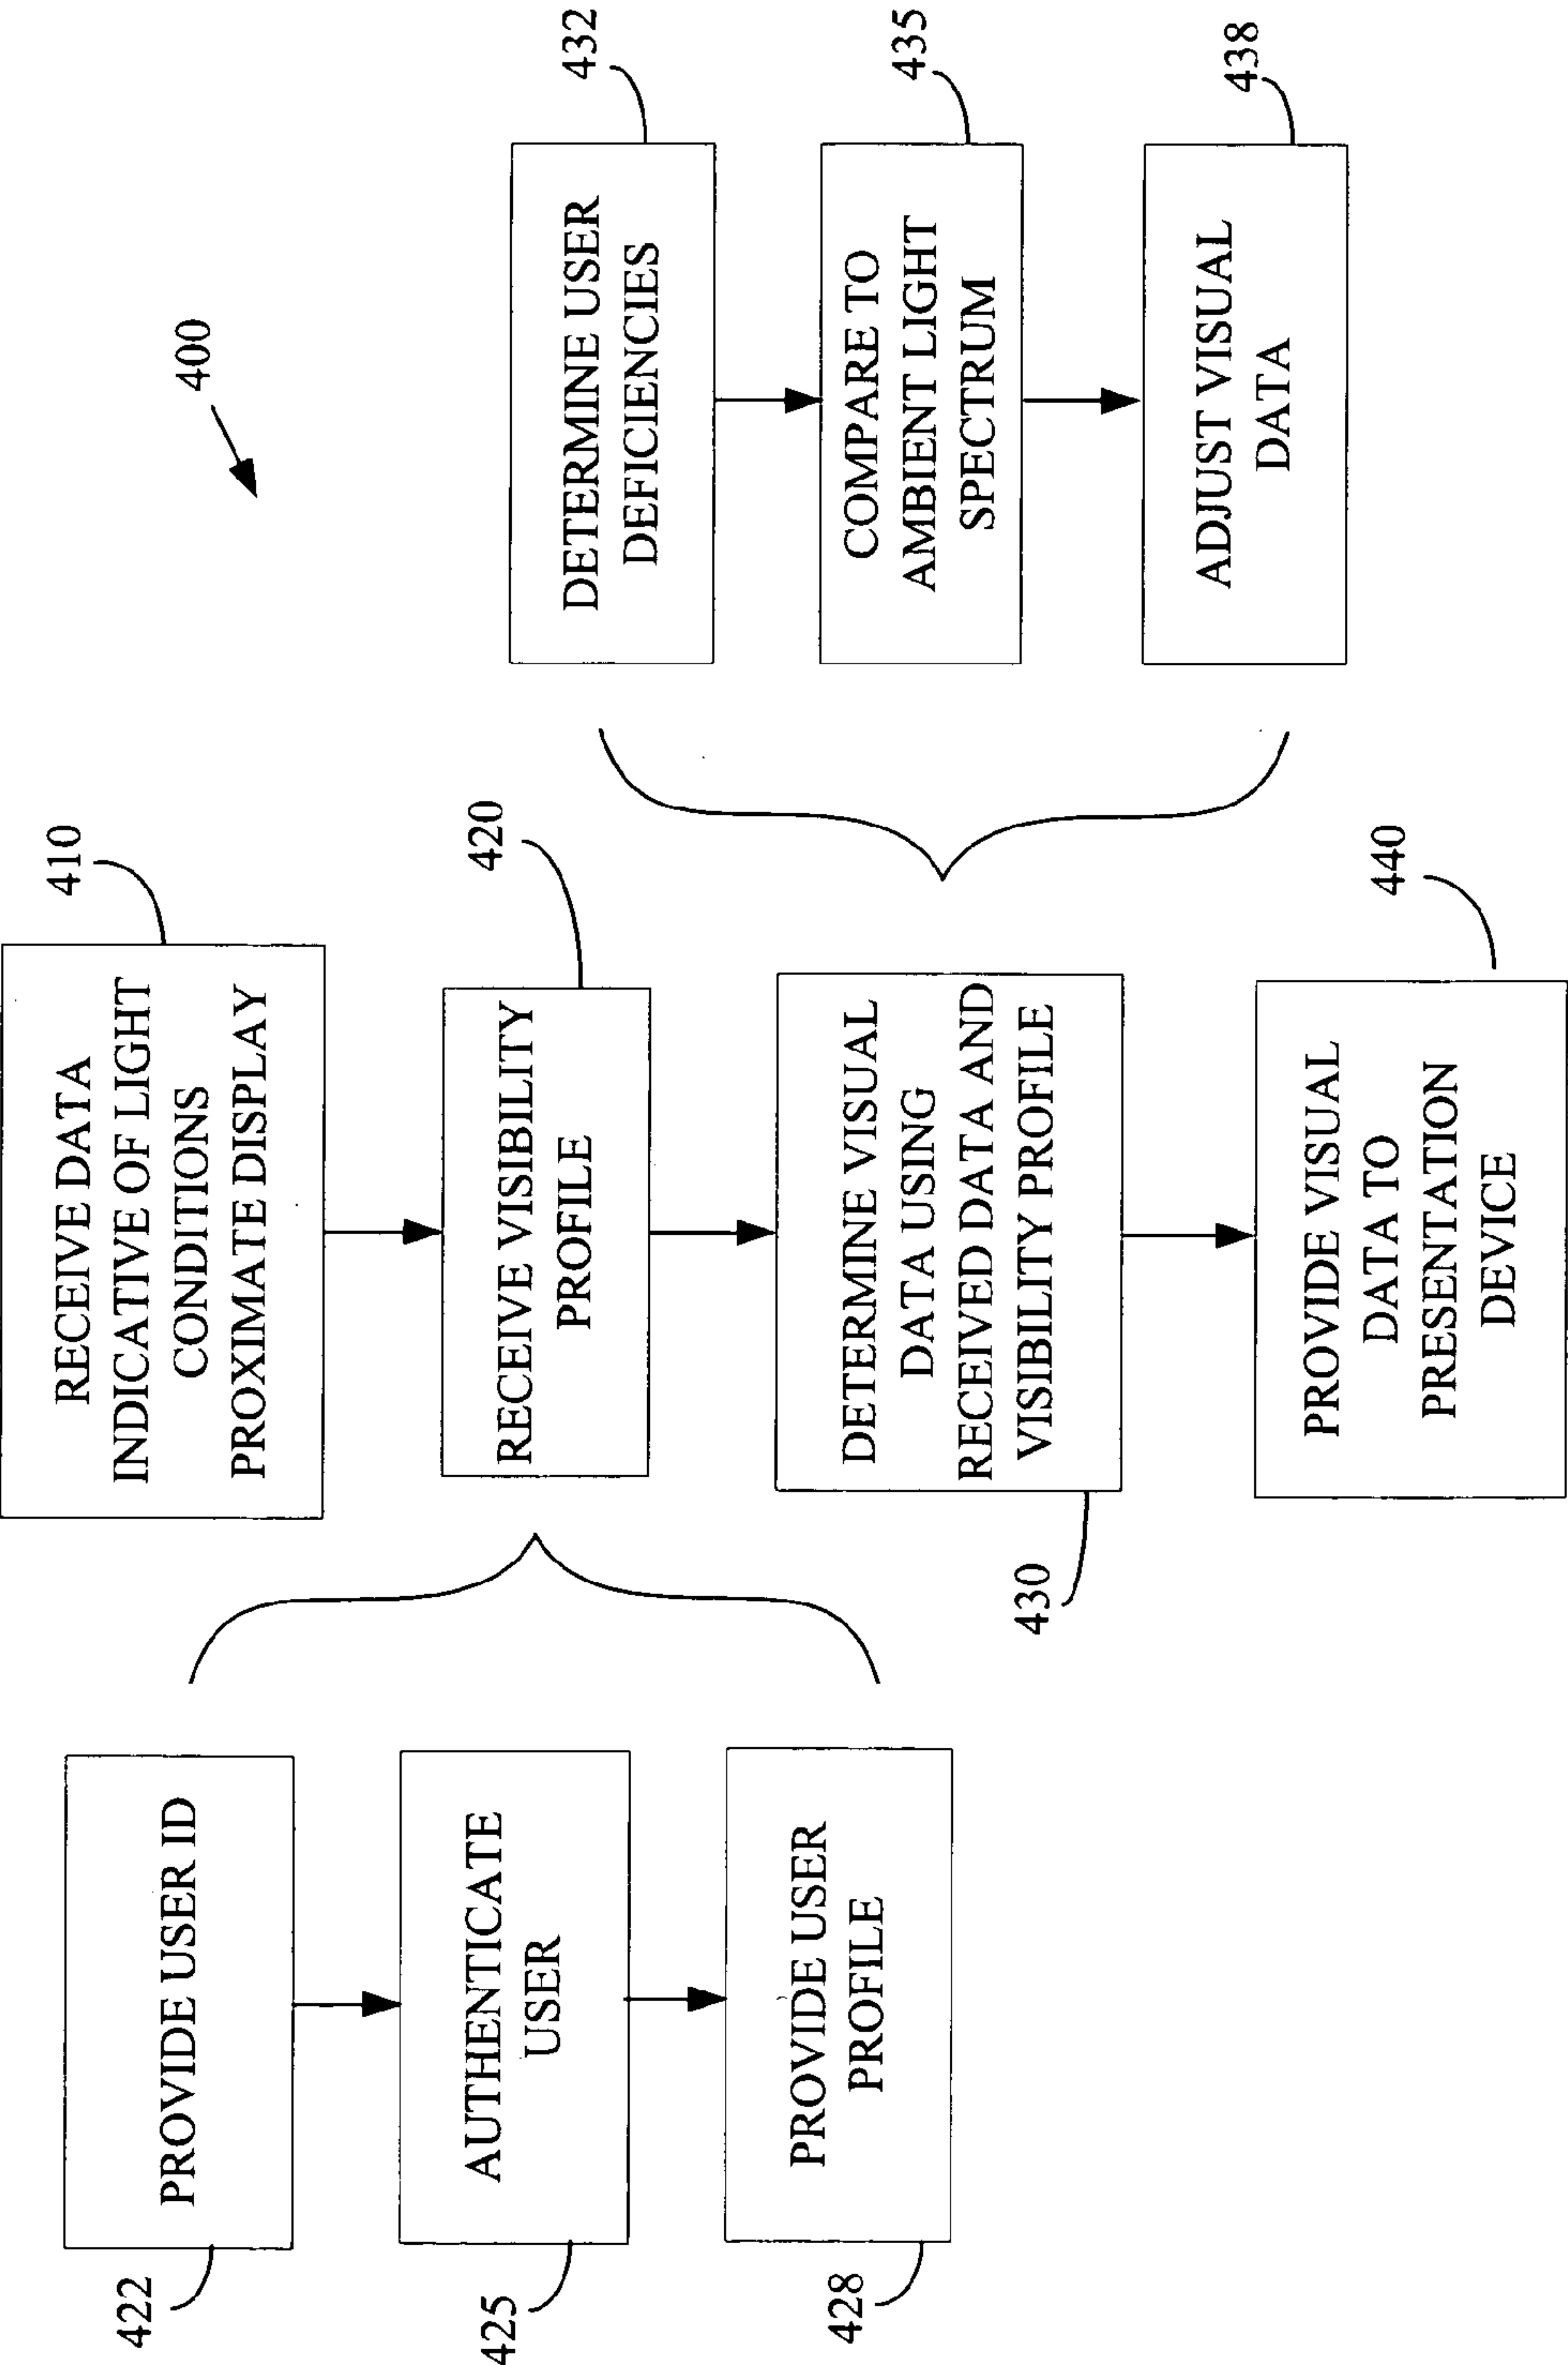 400
410
RECEIVE DATA
INDICATIVE OF LIGHT
CONDITIONS
PROXIMATE DISPLAY
420
RECEIVE VISIBILITY
PROFILE
430
DETERMINE VISUAL
DATA USING
RECEIVED DATA AND
VISIBILITY PROFILE
440
PROVIDE VISUAL
DATA TO
PRESENTATION
DEVICE
422
PROVIDE USER ID
425
AUTHENTICATE
USER
428
PROVIDE USER
PROFILE
432
DETERMINE USER
DEFICIENCIES
435
COMPARE TO
AMBIENT LIGHT
SPECTRUM
438
ADJUST VISUAL
DATA